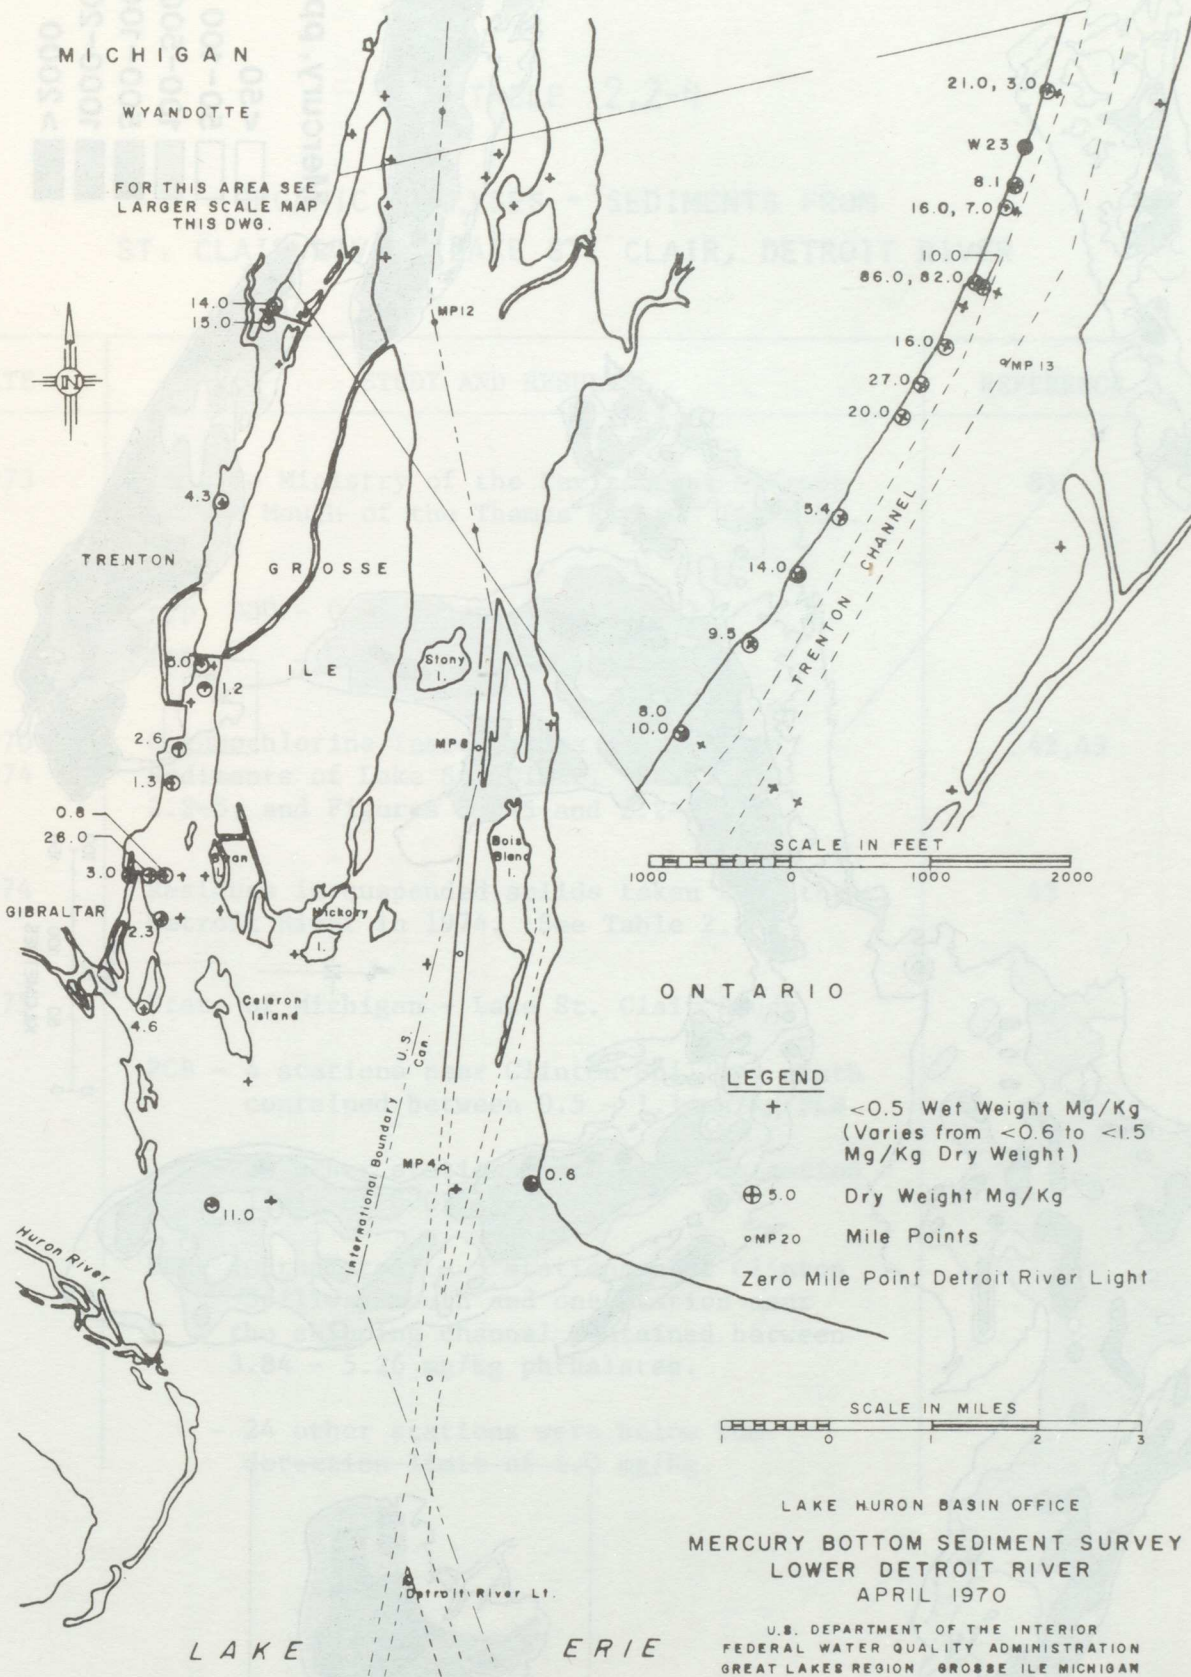 MICHIGAN
WYANDOTTE
FOR THIS AREA SEE
LARGER SCALE MAP
THIS DWG.
14.0
15.0
N
MP12
4.3
TRENTON
GROSSE
ILE
5.0
1.2
Stony
I.
MP8
2.6
1.3
0.8
26.0
3.0
GIBRALTAR
2.3
4.6
Hickory
I.
Bois
Blanc
I.
Celeron
Island
U.S.
Can.
International Boundary
MP4
0.6
11.0
Huron River
Detroit River Lt.
LAKE ERIE
21.0, 3.0
W23
8.1
16.0, 7.0
10.0
86.0, 82.0
16.0
MP 13
27.0
20.0
5.4
14.0
9.5
8.0
10.0
TRENTON CHANNEL
SCALE IN FEET
1000 0 1000 2000
ONTARIO
LEGEND
+ <0.5 Wet Weight Mg/Kg
(Varies from <0.6 to <1.5
Mg/Kg Dry Weight)
5.0 Dry Weight Mg/Kg
MP20 Mile Points
Zero Mile Point Detroit River Light
SCALE IN MILES
1 0 1 2 3
LAKE HURON BASIN OFFICE
MERCURY BOTTOM SEDIMENT SURVEY
LOWER DETROIT RIVER
APRIL 1970
U.S. DEPARTMENT OF THE INTERIOR
FEDERAL WATER QUALITY ADMINISTRATION
GREAT LAKES REGION GROSSE ILE MICHIGAN